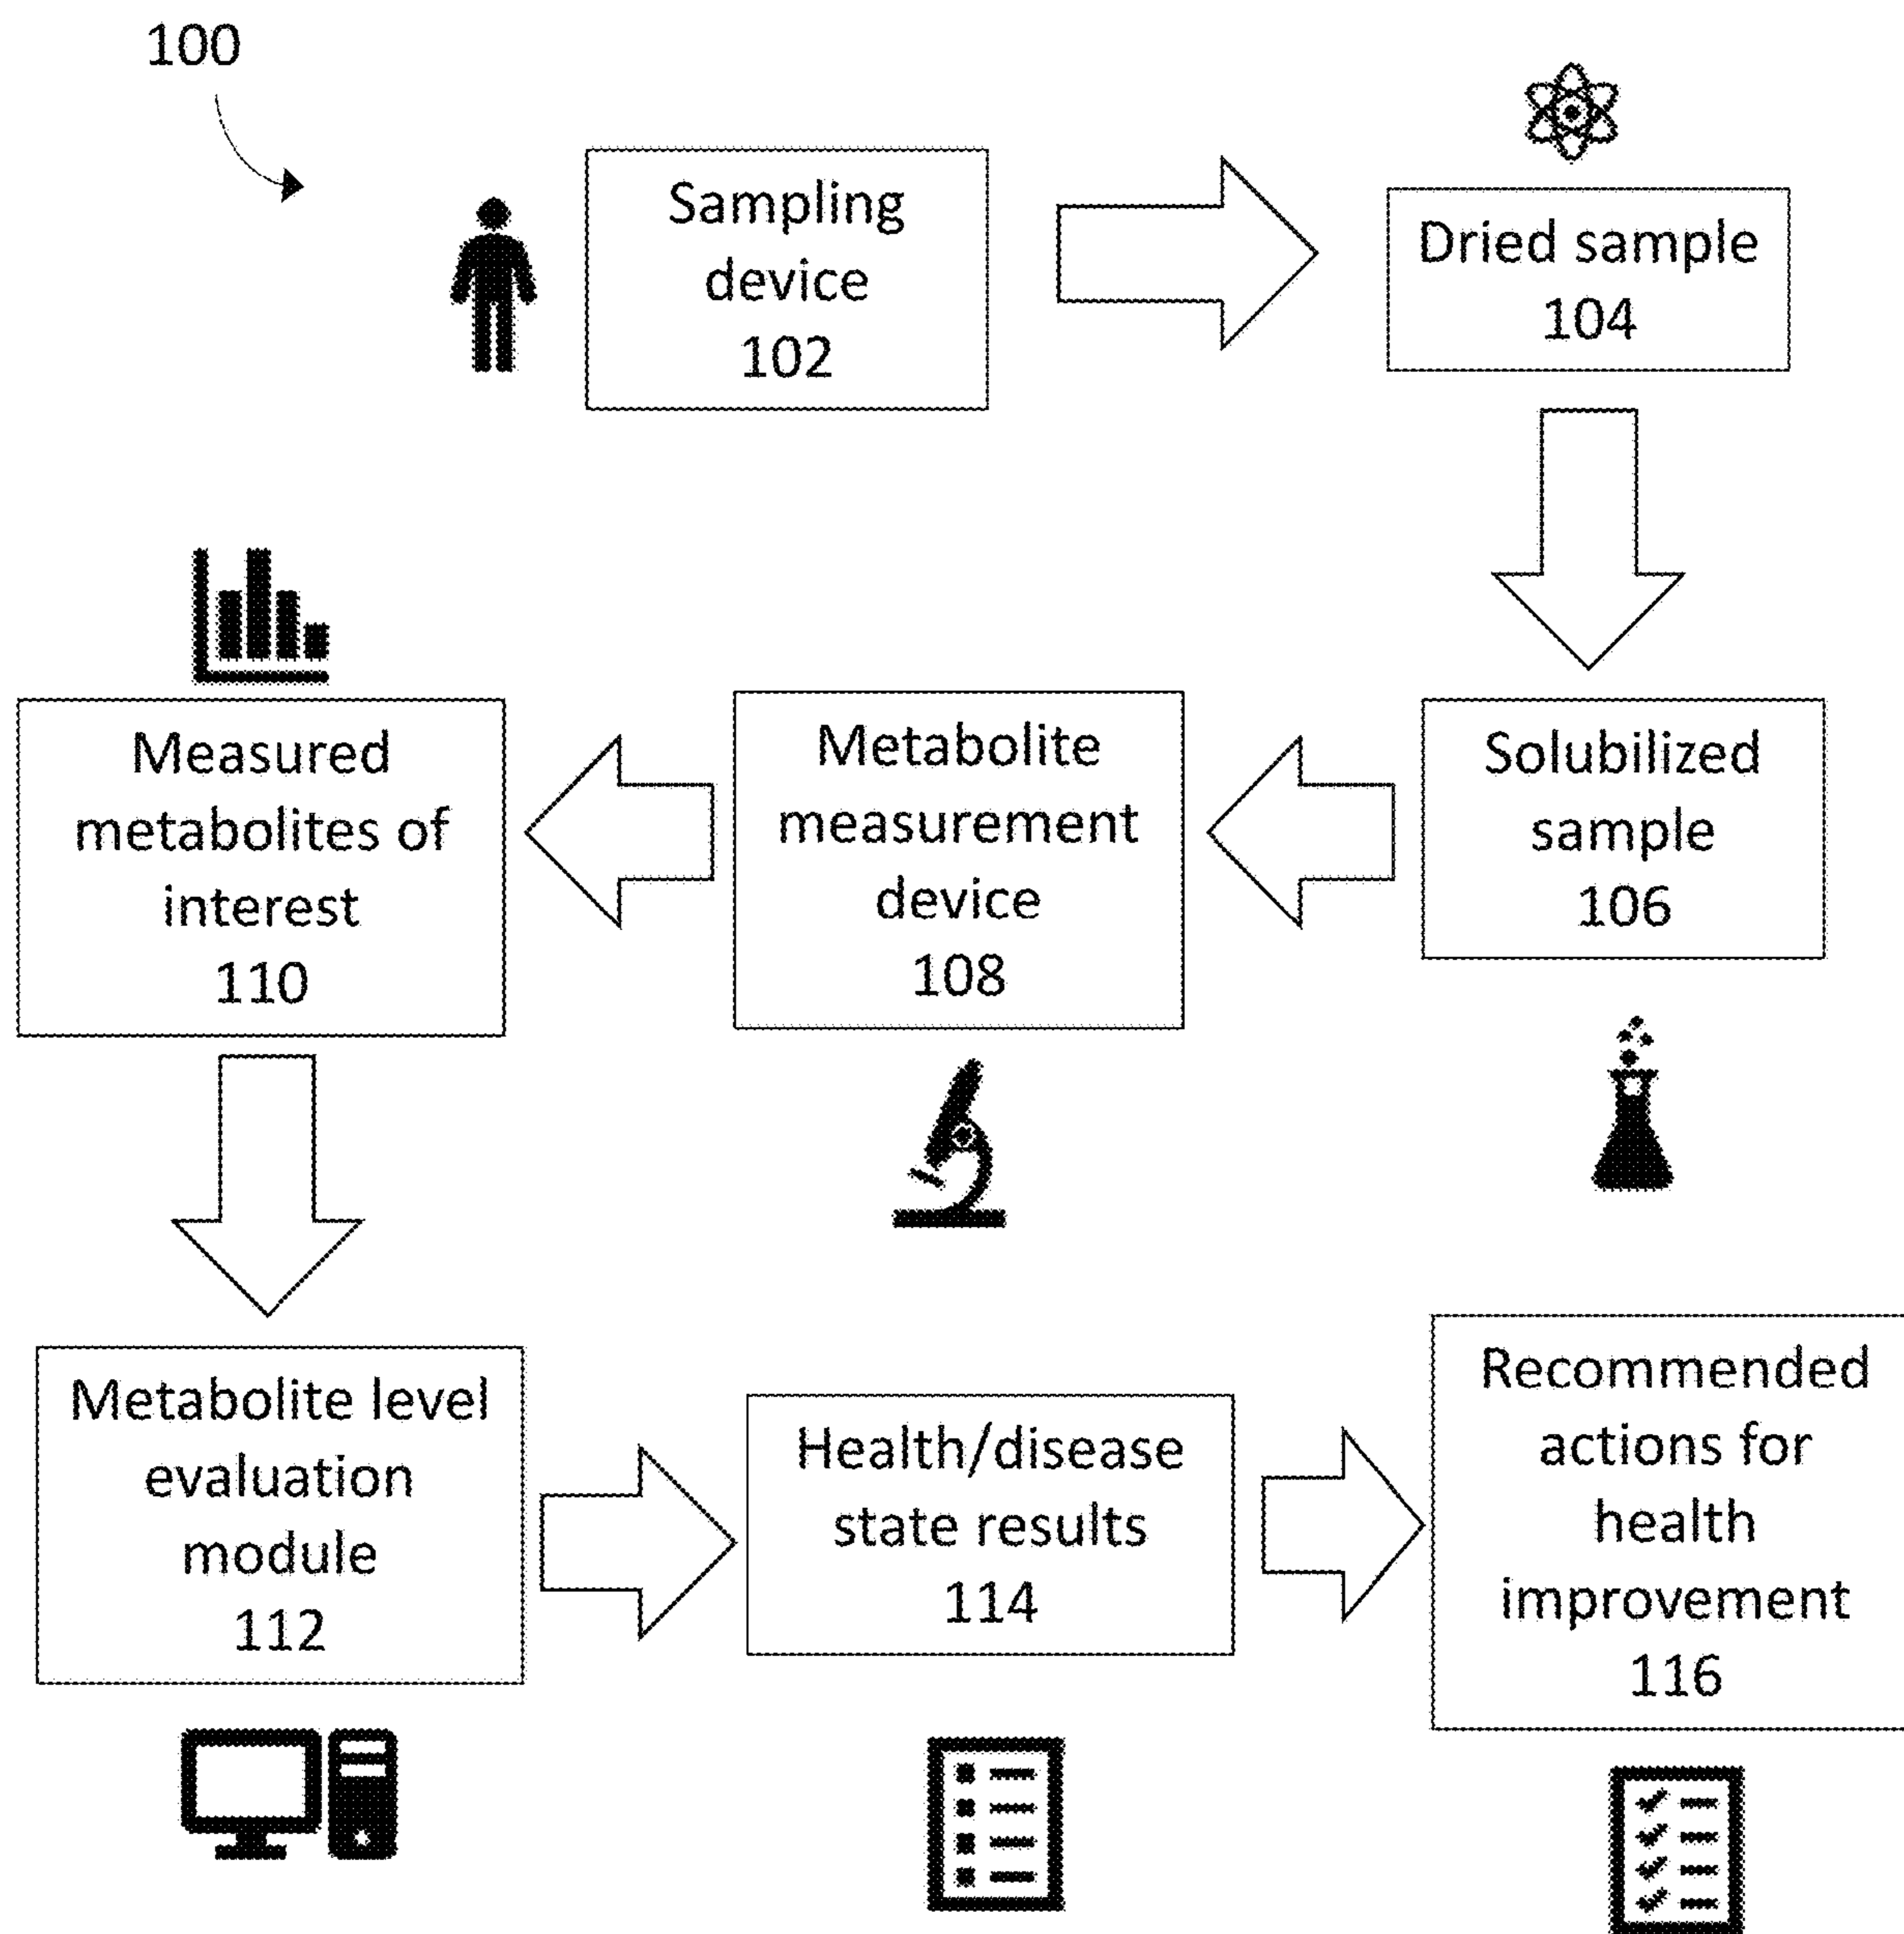 100
Sampling
device
102
Dried sample
104
Solubilized
sample
106
Metabolite
measurement
device
108
Measured
metabolites of
interest
110
Metabolite level
evaluation
module
112
Health/disease
state results
114
Recommended
actions for
health
improvement
116